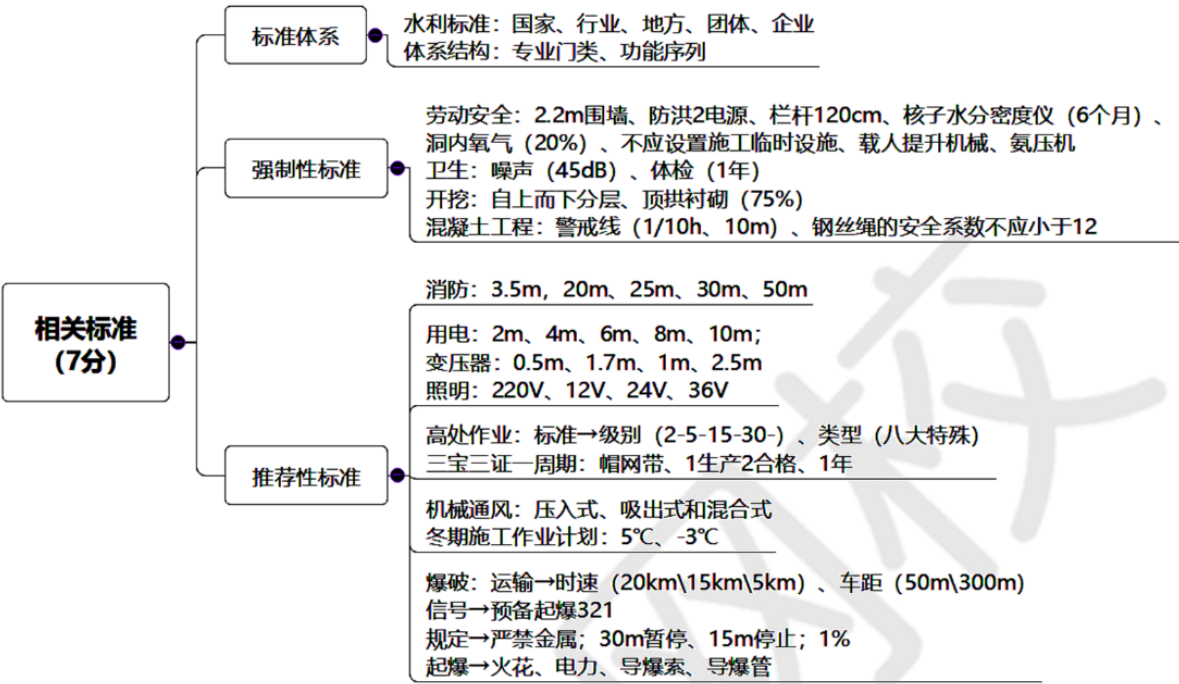 标准体系
水利标准：国家、行业、地方、团体、企业
体系结构：专业门类、功能序列
强制性标准
劳动安全：2.2m围墙、防洪2电源、栏杆120cm、核子水分密度仪（6个月）、
洞内氧气（20%）、不应设置施工临时设施、载人提升机械、氨压机
卫生：噪声（45dB）、体检（1年）
开挖：自上而下分层、顶拱衬砌（75%）
混凝土工程：警戒线（1/10h、10m）、钢丝绳的安全系数不应小于12
相关标准
（7分）
推荐性标准
消防：3.5m，20m、25m、30m、50m
用电：2m、4m、6m、8m、10m；
变压器：0.5m、1.7m、1m、2.5m
照明：220V、12V、24V、36V
高处作业：标准→级别（2-5-15-30-）、类型（八大特殊）
三宝三证一周期：帽网带、1生产2合格、1年
机械通风：压入式、吸出式和混合式
冬期施工作业计划：5℃、-3℃
爆破：运输→时速（20km\15km\5km）、车距（50m\300m）
信号→预备起爆321
规定→严禁金属；30m暂停、15m停止；1%
起爆→火花、电力、导爆索、导爆管
网校